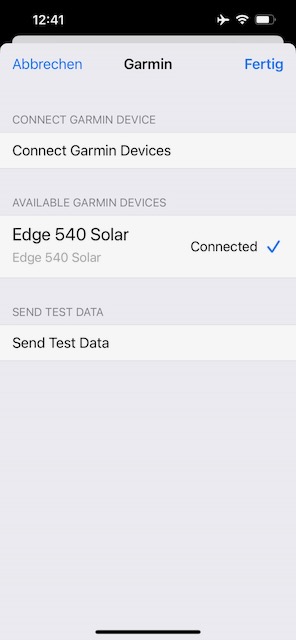 12:41
Abbrechen Garmin Fertig
CONNECT GARMIN DEVICE
Connect Garmin Devices
AVAILABLE GARMIN DEVICES
Edge 540 Solar
Connected
Edge 540 Solar
SEND TEST DATA
Send Test Data